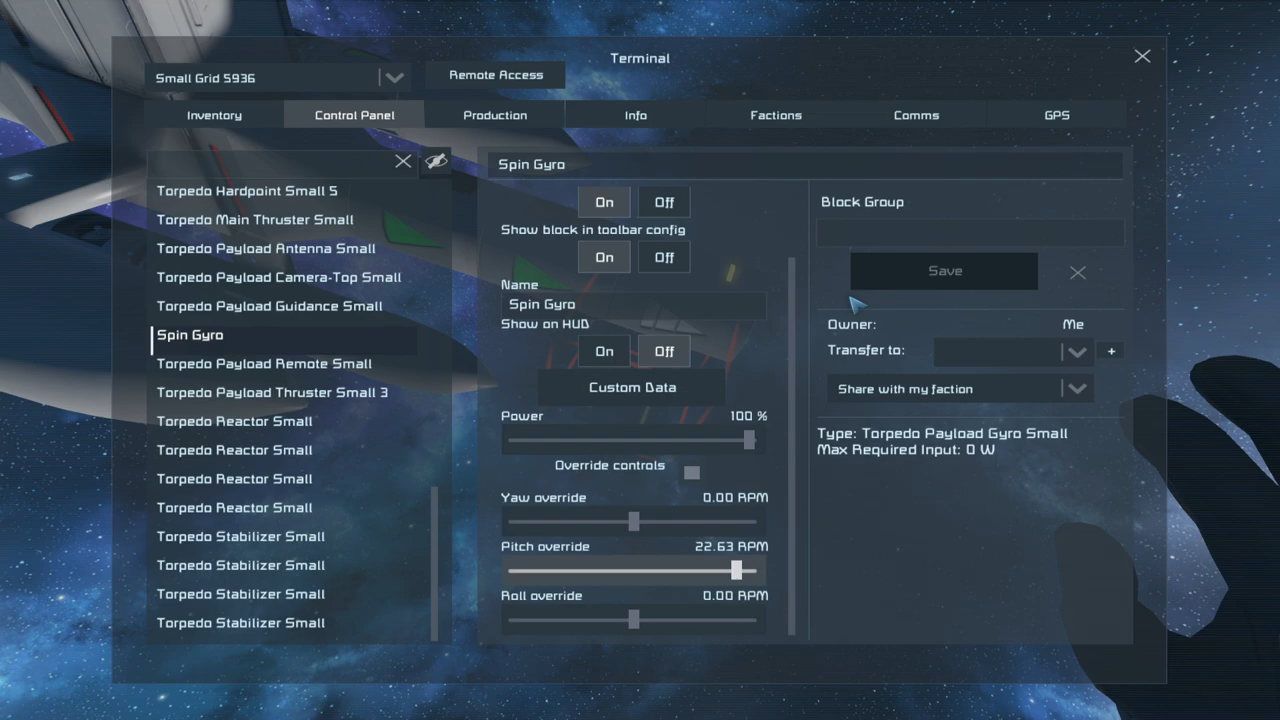 Terminal
Small Grid 5936
Remote Access
Inventory
Control Panel
Production
Info
Factions
Comms
GPS
Torpedo Hardpoint Small 5
Torpedo Main Thruster Small
Torpedo Payload Antenna Small
Torpedo Payload Camera-Top Small
Torpedo Payload Guidance Small
Spin Gyro
Torpedo Payload Remote Small
Torpedo Payload Thruster Small 3
Torpedo Reactor Small
Torpedo Reactor Small
Torpedo Reactor Small
Torpedo Reactor Small
Torpedo Stabilizer Small
Torpedo Stabilizer Small
Torpedo Stabilizer Small
Torpedo Stabilizer Small
Spin Gyro
On Off
Show block in toolbar config
On Off
Name
Spin Gyro
Show on HUD
On Off
Custom Data
Power 100 %
Override controls
Yaw override 0.00 RPM
Pitch override 22.63 RPM
Roll override 0.00 RPM
Block Group
Save
Owner: Me
Transfer to:
+
Share with my faction
Type: Torpedo Payload Gyro Small
Max Required Input: 0 W